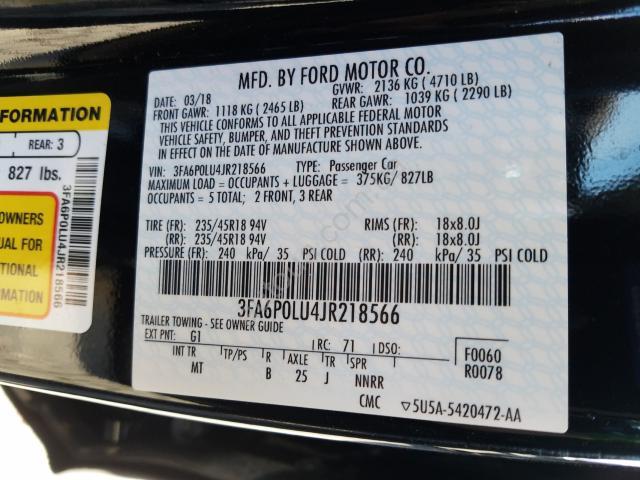 FORMATION
REAR: 3
827 lbs.
OWNERS
UAL FOR
TIONAL
RMATION
3FA6P0LU4JR218566
MFD. BY FORD MOTOR CO.
DATE: 03/18 GVWR: 2136 KG ( 4710 LB)
FRONT GAWR: 1118 KG ( 2465 LB) REAR GAWR: 1039 KG ( 2290 LB)
THIS VEHICLE CONFORMS TO ALL APPLICABLE FEDERAL MOTOR
VEHICLE SAFETY, BUMPER, AND THEFT PREVENTION STANDARDS
IN EFFECT ON THE DATE OF MANUFACTURE SHOWN ABOVE.
VIN: 3FA6P0LU4JR218566 TYPE: Passenger Car
MAXIMUM LOAD = OCCUPANTS + LUGGAGE = 375KG/ 827LB
OCCUPANTS = 5 TOTAL; 2 FRONT, 3 REAR
TIRE (FR): 235/45R18 94V RIMS (FR): 18x8.0J
(RR): 235/45R18 94V (RR): 18x8.0J
PRESSURE (FR): 240 kPa/ 35 PSI COLD (RR): 240 kPa/ 35 PSI COLD
3FA6P0LU4JR218566
TRAILER TOWING - SEE OWNER GUIDE
EXT PNT: G1 RC: 71 DSO: F0060
INT TR TP/PS R AXLE TR SPR R0078
MT B 25 J NNRR
CMC ▽5U5A-5420472-AA